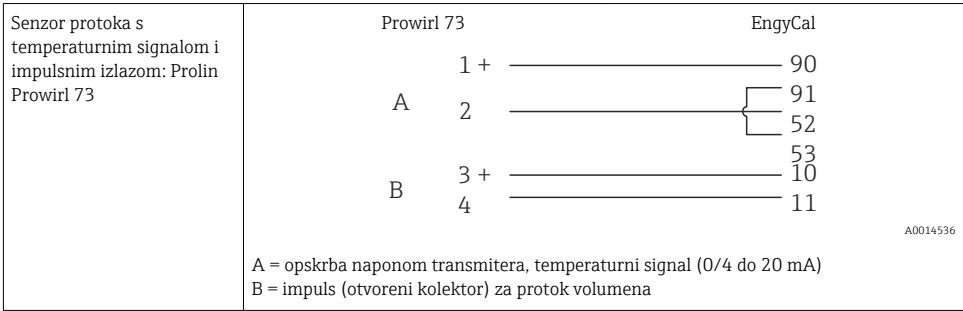 Senzor protoka s
temperaturnim signalom i
impulsnim izlazom: Prolin
Prowirl 73
Prowirl 73 EngyCal
1 + 90
91
A 2
52
53
3 + 10
B
4 11
A0014536
A = opskrba naponom transmitera, temperaturni signal (0/4 do 20 mA)
B = impuls (otvoreni kolektor) za protok volumena